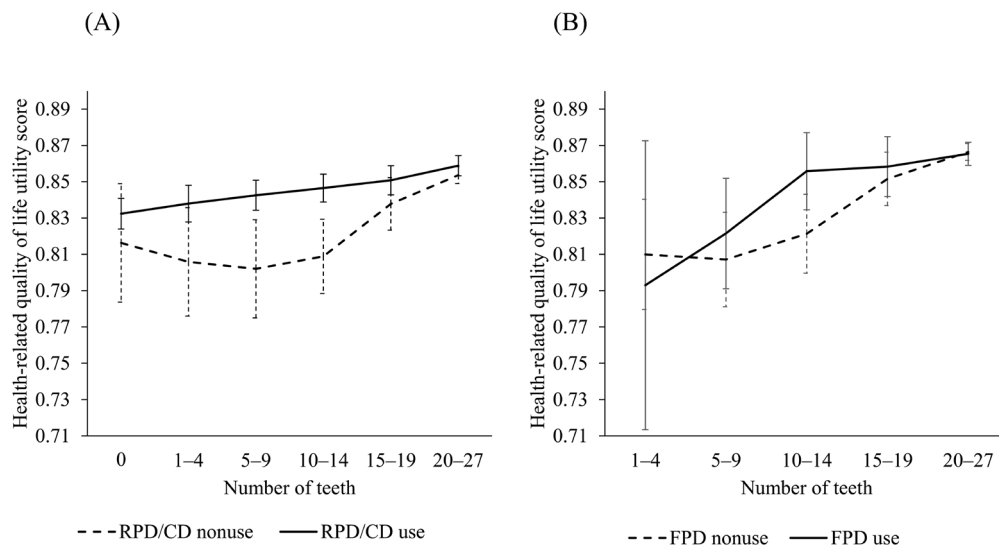 (A)
Health-related quality of life utility score
0.89
0.87
0.85
0.83
0.81
0.79
0.77
0.75
0.73
0.71
0 1–4 5–9 10–14 15–19 20–27
Number of teeth
RPD/CD nonuse RPD/CD use
(B)
Health-related quality of life utility score
0.89
0.87
0.85
0.83
0.81
0.79
0.77
0.75
0.73
0.71
1–4 5–9 10–14 15–19 20–27
Number of teeth
FPD nonuse FPD use